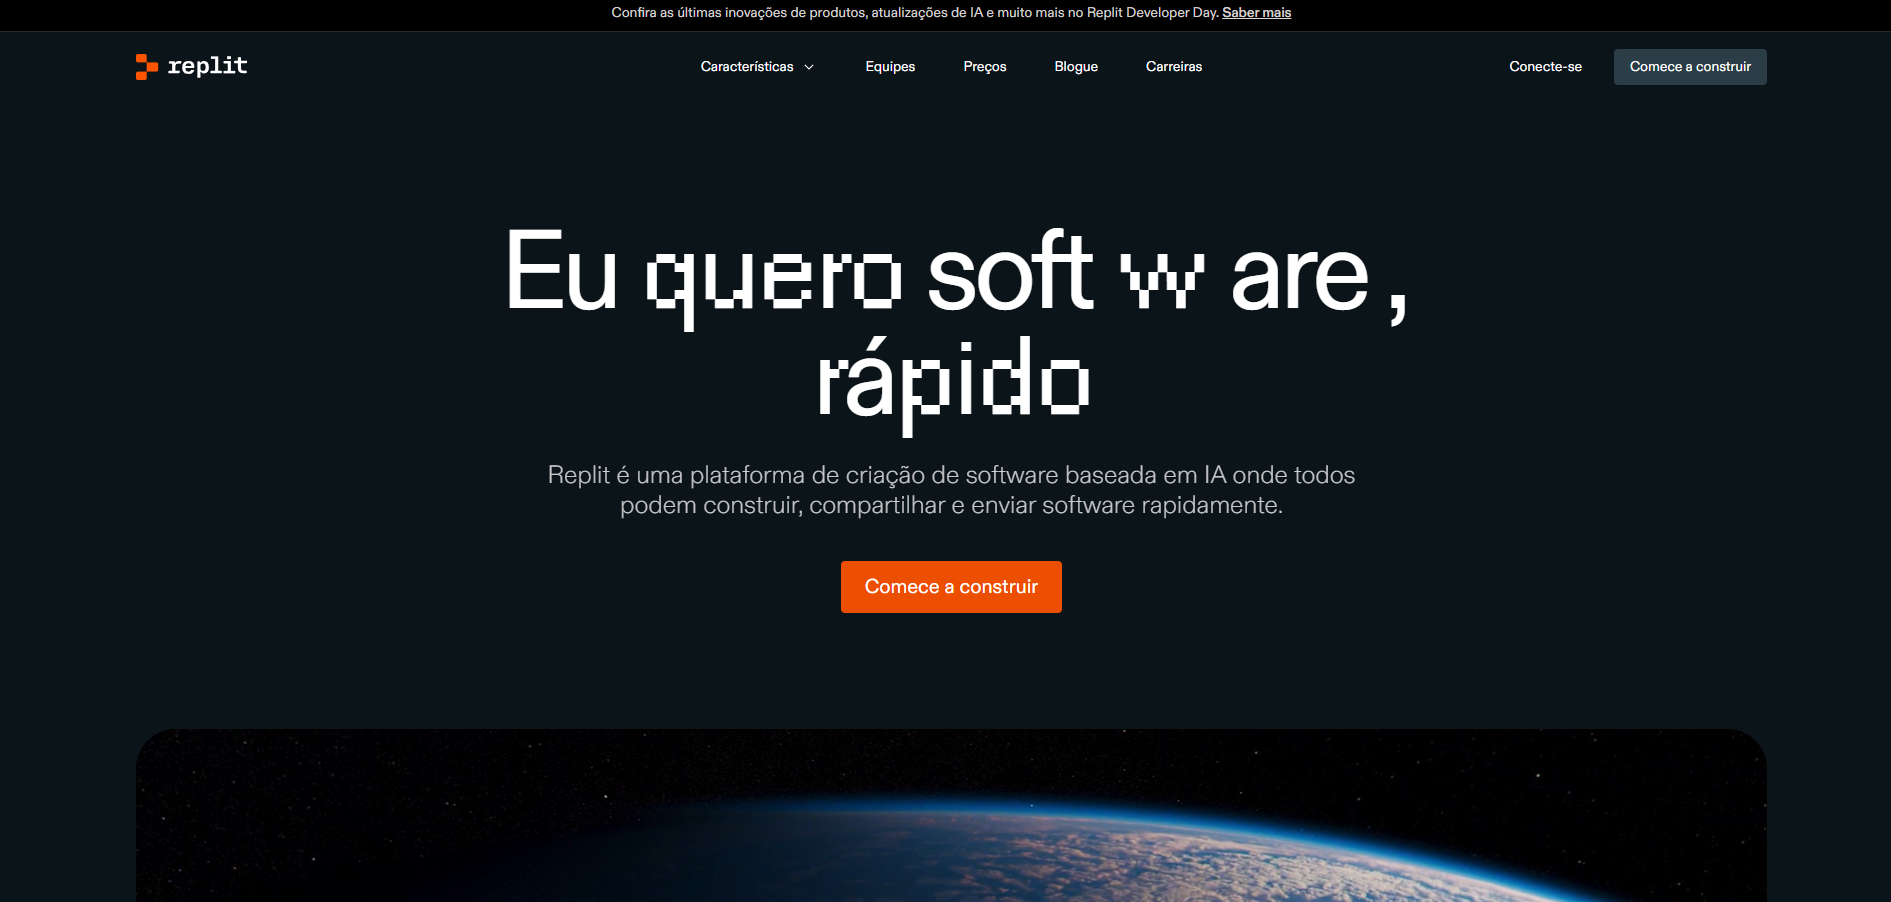 Confira as últimas inovações de produtos, atualizações de IA e muito mais no Replit Developer Day. Saber mais
replit
Características
Equipes
Preços
Blogue
Carreiras
Conecte-se
Comece a construir
Eu quero soft w are ,
rápido
Replit é uma plataforma de criação de software baseada em IA onde todos
podem construir, compartilhar e enviar software rapidamente.
Comece a construir